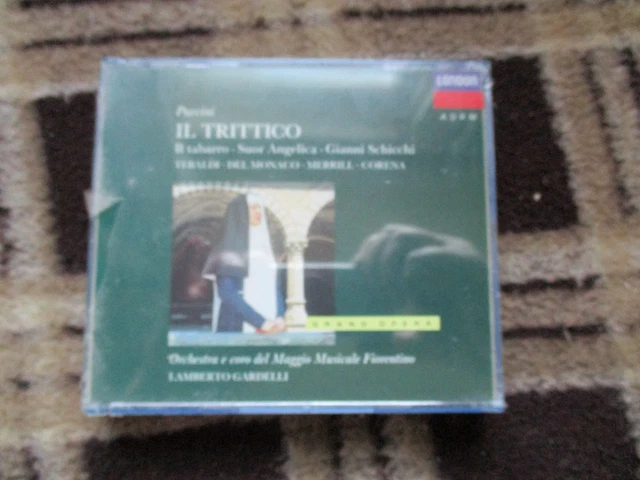 LONDON
ADRM
Puccini
IL TRITTICO
Il tabarro · Suor Angelica · Gianni Schicchi
TEBALDI · DEL MONACO · MERRILL · CORENA
GRAND OPERA
Orchestra e coro del Maggio Musicale Fiorentino
LAMBERTO GARDELLI